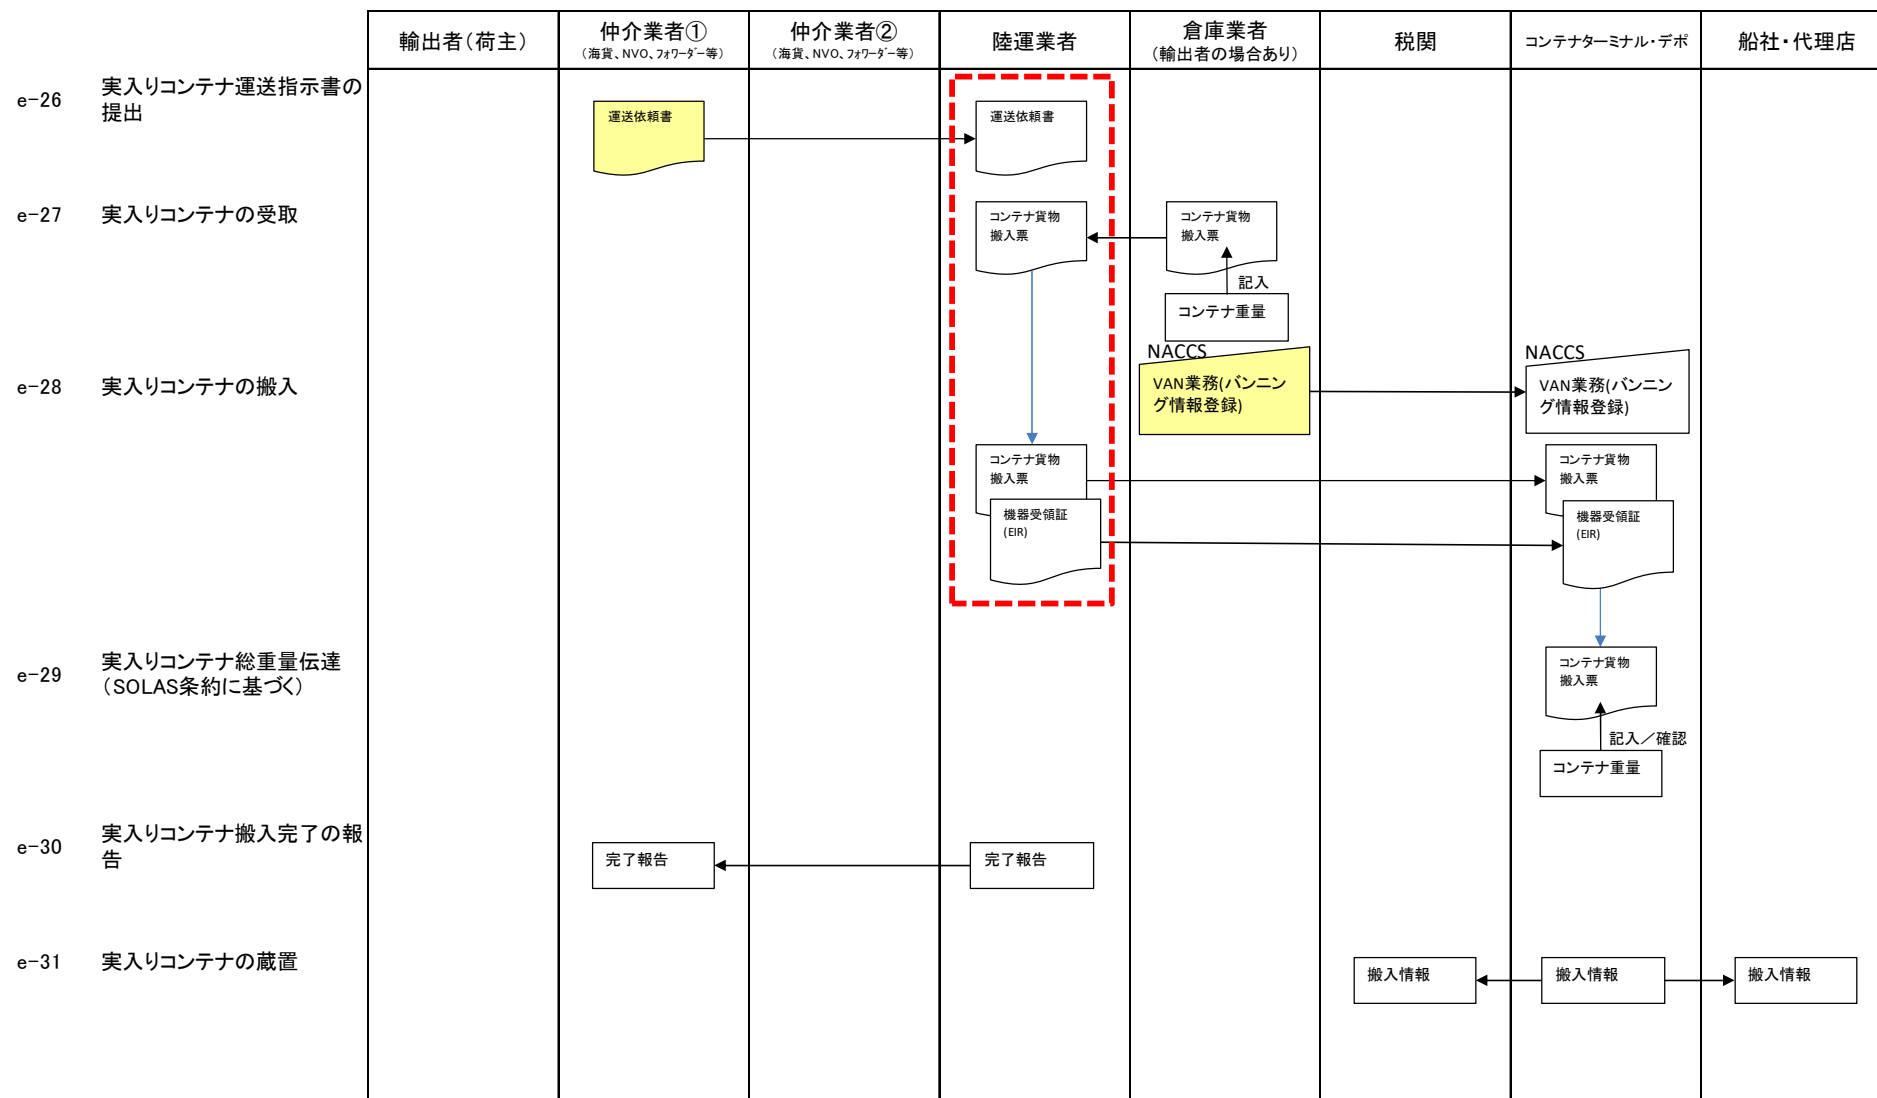 輸出者（荷主）
仲介業者①
（海貨、NVO、ﾌｫﾜｰﾀﾞｰ等）
仲介業者②
（海貨、NVO、ﾌｫﾜｰﾀﾞｰ等）
陸運業者
倉庫業者
（輸出者の場合あり）
税関
コンテナターミナル・デポ
船社・代理店
e-26
実入りコンテナ運送指示書の
提出
運送依頼書
運送依頼書
e-27
実入りコンテナの受取
コンテナ貨物
搬入票
コンテナ貨物
搬入票
記入
コンテナ重量
e-28
実入りコンテナの搬入
NACCS
VAN業務(バンニン
グ情報登録)
NACCS
VAN業務(バンニン
グ情報登録)
コンテナ貨物
搬入票
機器受領証
(EIR)
コンテナ貨物
搬入票
機器受領証
(EIR)
e-29
実入りコンテナ総重量伝達
（SOLAS条約に基づく）
コンテナ貨物
搬入票
記入／確認
コンテナ重量
e-30
実入りコンテナ搬入完了の報
告
完了報告
完了報告
e-31
実入りコンテナの蔵置
搬入情報
搬入情報
搬入情報